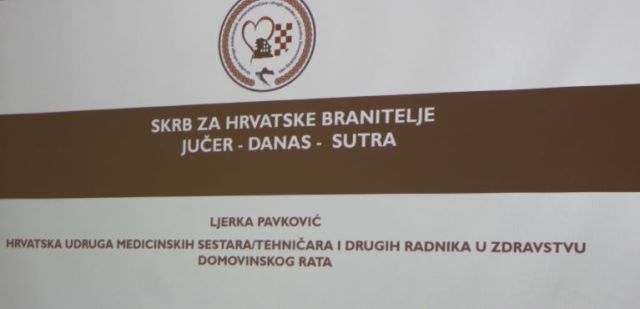 SKRB ZA HRVATSKE BRANITELJE
JUČER - DANAS - SUTRA
LJERKA PAVKOVIĆ
HRVATSKA UDRUGA MEDICINSKIH SESTARA/TEHNIČARA I DRUGIH RADNIKA U ZDRAVSTVU
DOMOVINSKOG RATA